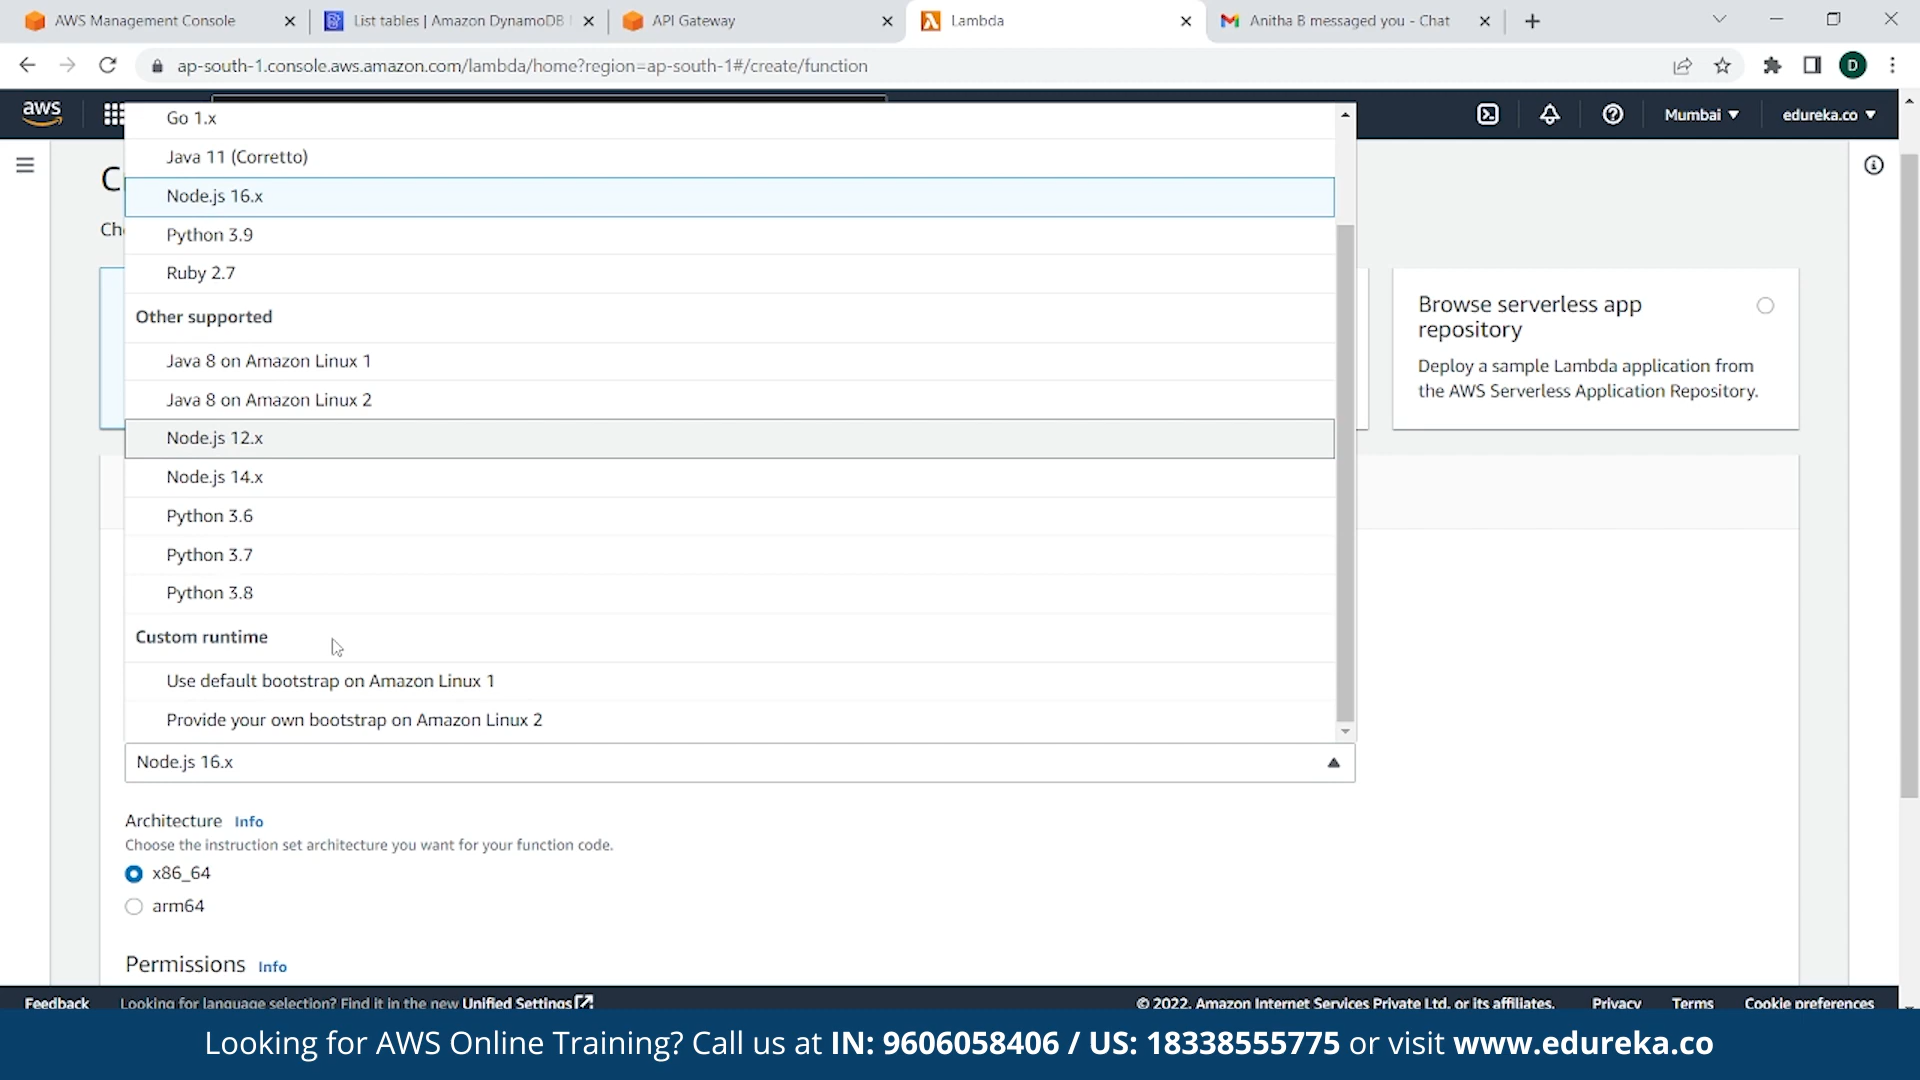 AWS Management Console
List tables | Amazon DynamoDB
API Gateway
Lambda
Anitha B messaged you - Chat
ap-south-1.console.aws.amazon.com/lambda/home?region=ap-south-1#/create/function
D
aws
Mumbai
edureka.co
Go 1.x
Java 11 (Corretto)
Node.js 16.x
Python 3.9
Ruby 2.7
Other supported
Java 8 on Amazon Linux 1
Java 8 on Amazon Linux 2
Node.js 12.x
Node.js 14.x
Python 3.6
Python 3.7
Python 3.8
Custom runtime
Use default bootstrap on Amazon Linux 1
Provide your own bootstrap on Amazon Linux 2
Node.js 16.x
Browse serverless app
repository
Deploy a sample Lambda application from
the AWS Serverless Application Repository.
Architecture Info
Choose the instruction set architecture you want for your function code.
x86_64
arm64
Permissions Info
Feedback
Looking for language selection? Find it in the new Unified Settings
© 2022, Amazon Internet Services Private Ltd. or its affiliates.
Privacy
Terms
Cookie preferences
Looking for AWS Online Training? Call us at IN: 9606058406 / US: 18338555775 or visit www.edureka.co